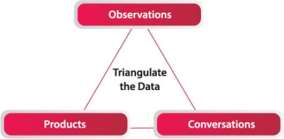 Observations
Triangulate
the Data
Products
Conversations